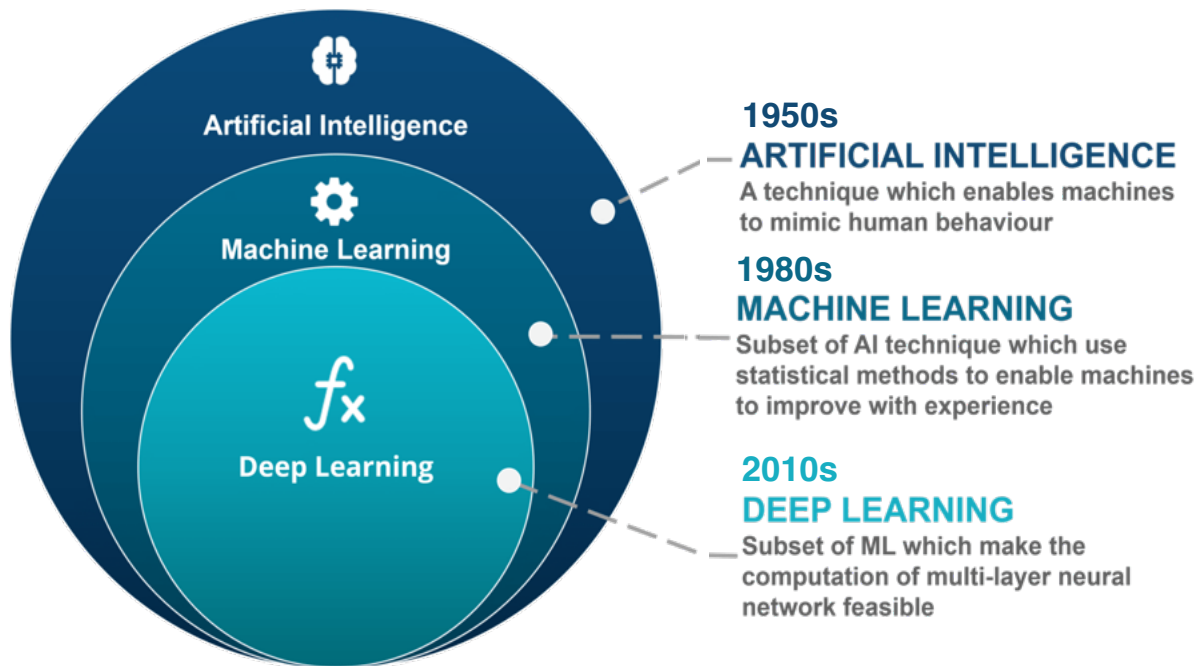 Artificial Intelligence
Machine Learning
fx
Deep Learning
1950s
ARTIFICIAL INTELLIGENCE
A technique which enables machines
to mimic human behaviour
1980s
MACHINE LEARNING
Subset of AI technique which use
statistical methods to enable machines
to improve with experience
2010s
DEEP LEARNING
Subset of ML which make the
computation of multi-layer neural
network feasible